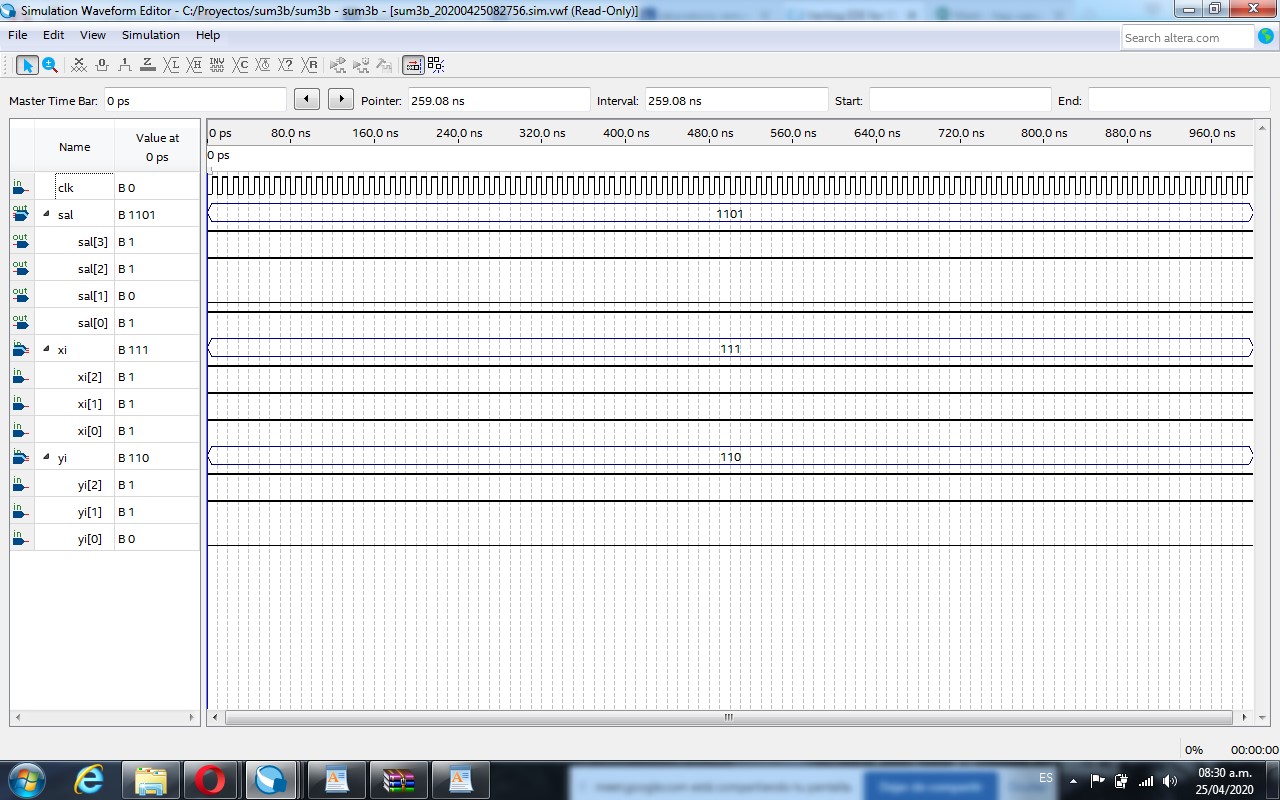 Simulation Waveform Editor - C:/Proyectos/sum3b/sum3b - sum3b - [sum3b_20200425082756.sim.vwf (Read-Only)]
File Edit View Simulation Help
Search altera.com
Master Time Bar: 0 ps Pointer: 259.08 ns Interval: 259.08 ns Start: End:
Name Value at 0 ps
0 ps 80.0 ns 160.0 ns 240.0 ns 320.0 ns 400.0 ns 480.0 ns 560.0 ns 640.0 ns 720.0 ns 800.0 ns 880.0 ns 960.0 ns
0 ps
in clk B 0
out sal B 1101 1101
out sal[3] B 1
out sal[2] B 1
out sal[1] B 0
out sal[0] B 1
in xi B 111 111
in xi[2] B 1
in xi[1] B 1
in xi[0] B 1
in yi B 110 110
in yi[2] B 1
in yi[1] B 1
in yi[0] B 0
0% 00:00:00
ES 08:30 a.m.
25/04/2020